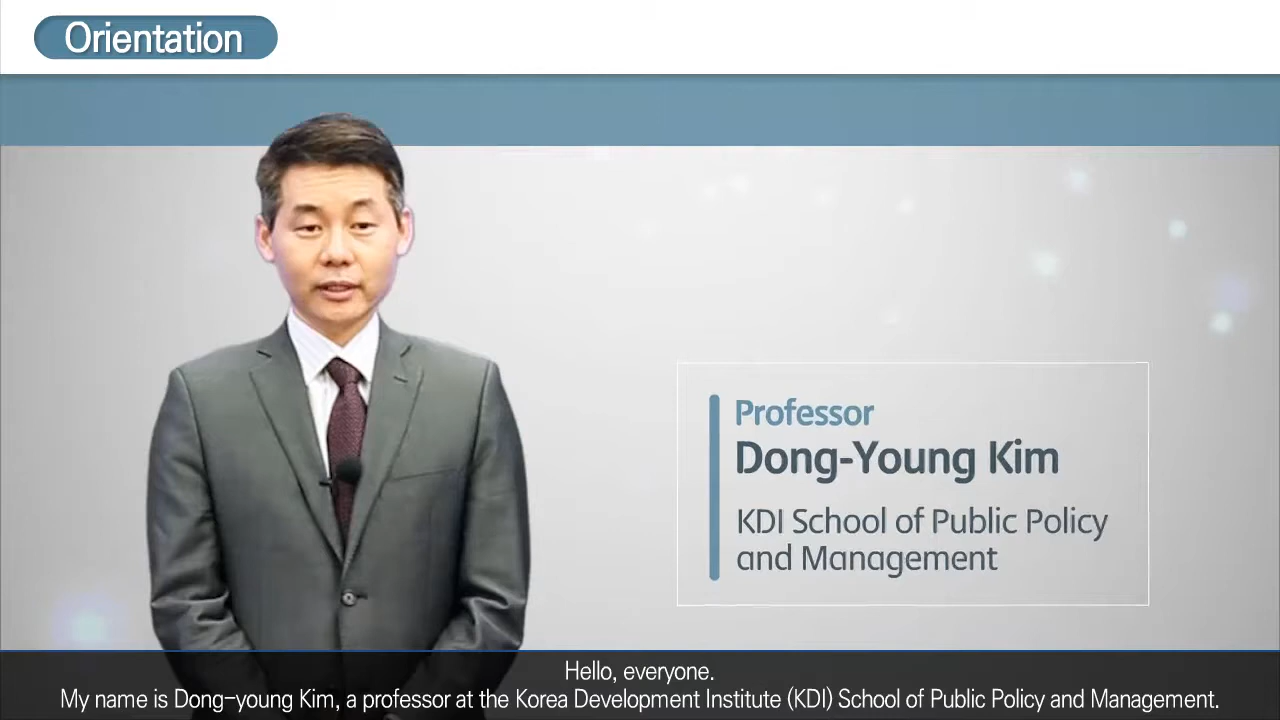 Orientation
Professor
Dong-Young Kim
KDI School of Public Policy
and Management
Hello, everyone.
My name is Dong-young Kim, a professor at the Korea Development Institute (KDI) School of Public Policy and Management.